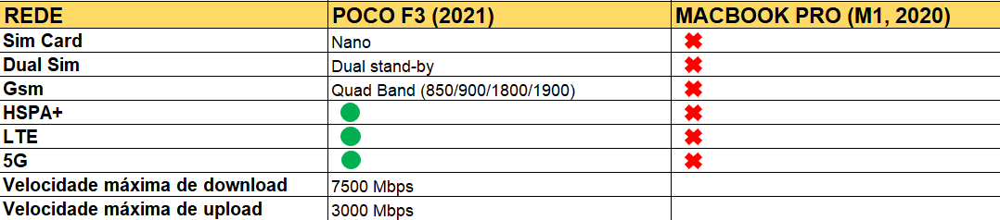 REDE POCO F3 (2021) MACBOOK PRO (M1, 2020)
Sim Card Nano
Dual Sim Dual stand-by
Gsm Quad Band (850/900/1800/1900)
HSPA+
LTE
5G
Velocidade máxima de download 7500 Mbps
Velocidade máxima de upload 3000 Mbps